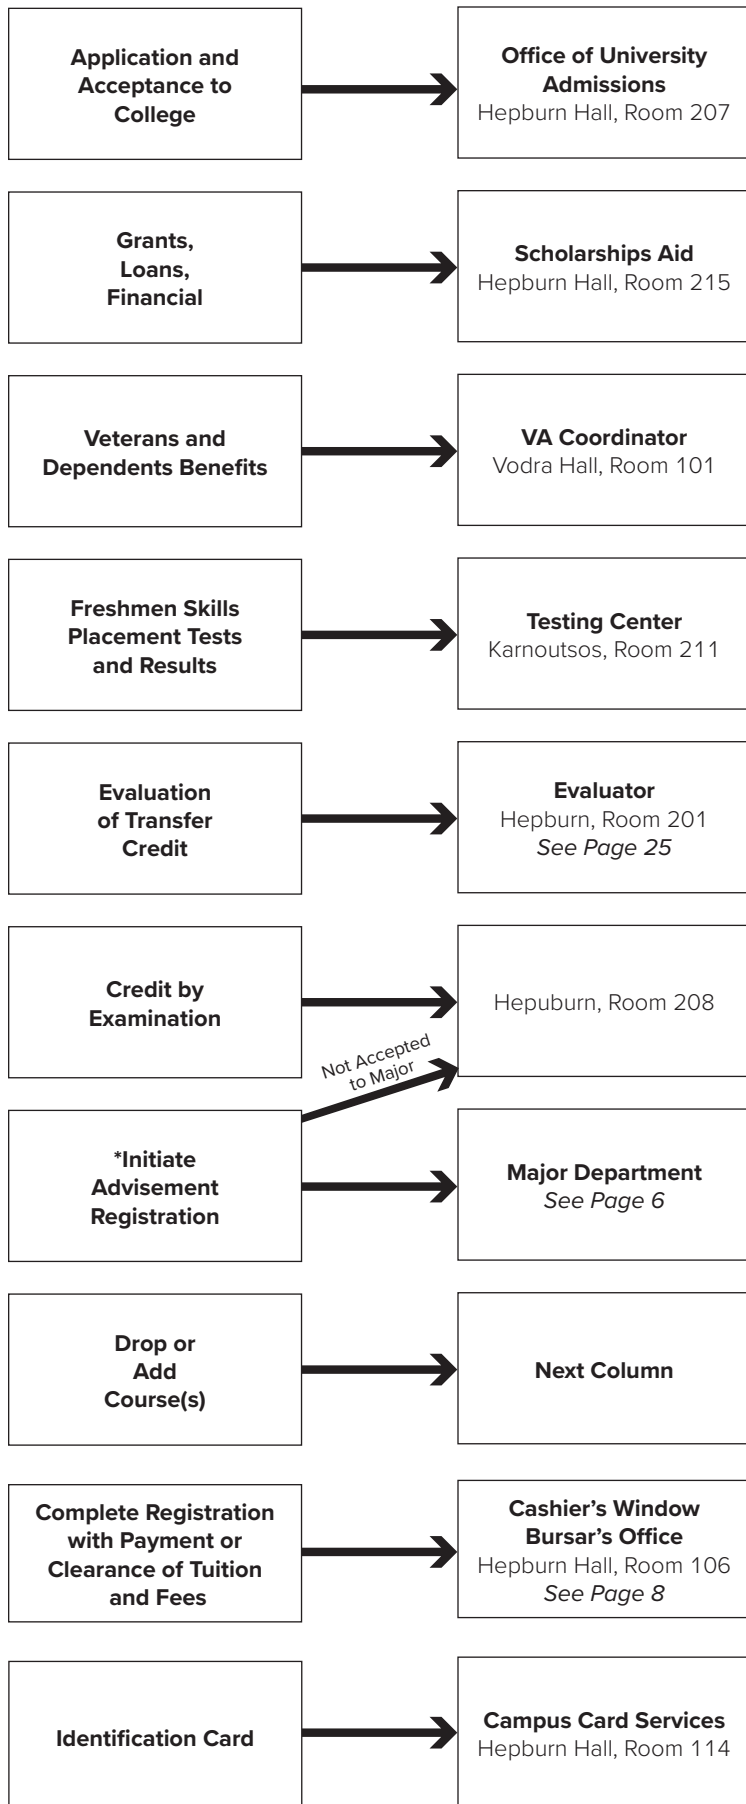 Application and
Acceptance to
College
Office of University
Admissions
Hepburn Hall, Room 207
Grants,
Loans,
Financial
Scholarships Aid
Hepburn Hall, Room 215
Veterans and
Dependents Benefits
VA Coordinator
Vodra Hall, Room 101
Freshmen Skills
Placement Tests
and Results
Testing Center
Karnoutsos, Room 211
Evaluation
of Transfer
Credit
Evaluator
Hepburn, Room 201
See Page 25
Credit by
Examination
Hepuburn, Room 208
Not Accepted
to Major
*Initiate
Advisement
Registration
Major Department
See Page 6
Drop or
Add
Course(s)
Next Column
Complete Registration
with Payment or
Clearance of Tuition
and Fees
Cashier’s Window
Bursar’s Office
Hepburn Hall, Room 106
See Page 8
Identification Card
Campus Card Services
Hepburn Hall, Room 114